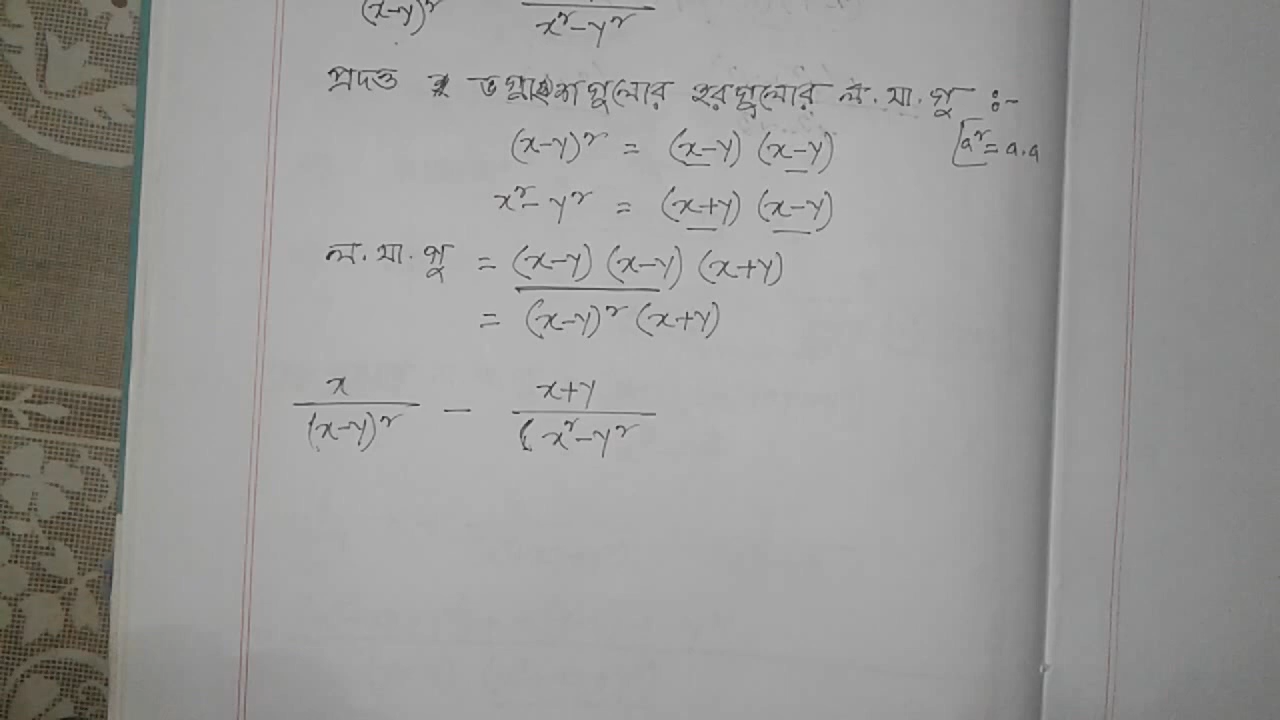 (x-y)² x²-y²
প্রদত্ত ভগ্নাংশগুলোর হরগুলোর ল.সা.গু :-
(x-y)² = (x-y) (x-y) [a² = a.a
x²-y² = (x+y) (x-y)
ল.সা.গু = (x-y) (x-y) (x+y)
= (x-y)² (x+y)
x/(x-y)² - x+y/(x²-y²